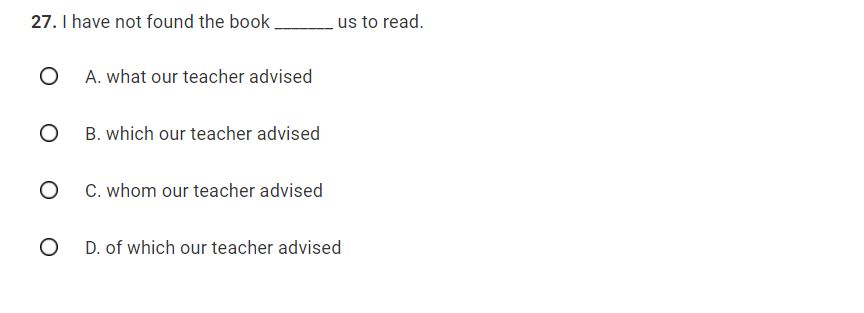 27. I have not found the book _______ us to read.
A. what our teacher advised
B. which our teacher advised
C. whom our teacher advised
D. of which our teacher advised